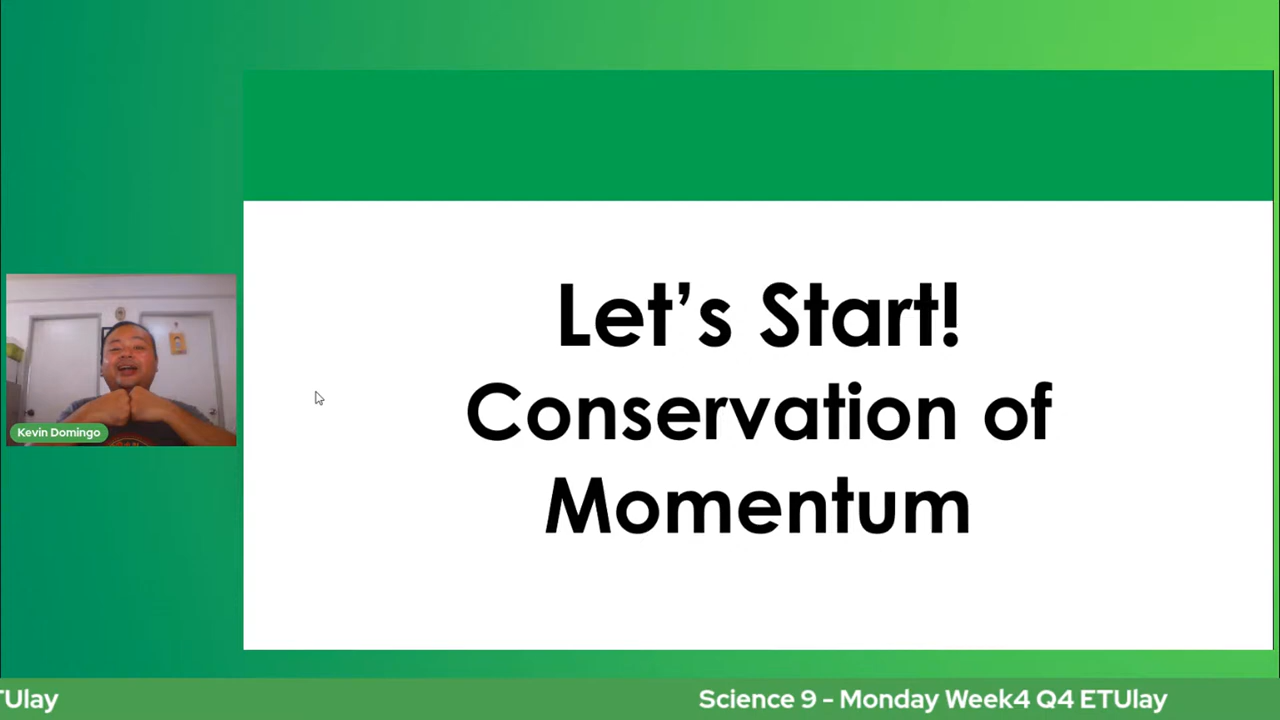 Let’s Start!
Conservation of
Momentum
Kevin Domingo
TUlay
Science 9 - Monday Week4 Q4 ETUlay